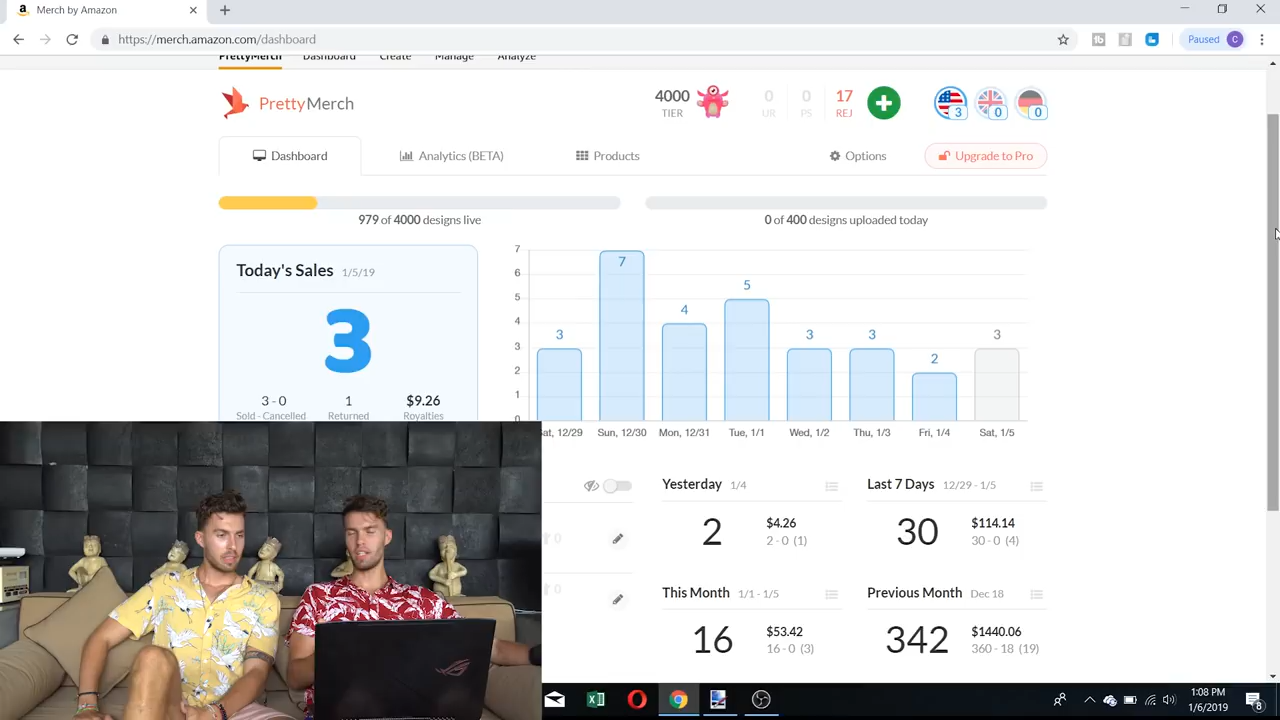 Merch by Amazon
https://merch.amazon.com/dashboard
Paused C
PrettyMerch Dashboard Create Manage Analyze
PrettyMerch
4000 TIER
0 UR
0 PS
17 REJ
3 0 0
Dashboard Analytics (BETA) Products Options Upgrade to Pro
979 of 4000 designs live
0 of 400 designs uploaded today
Today's Sales 1/5/19
3
3 - 0 1 $9.26
Sold - Cancelled Returned Royalties
7
6
5
4
3
2
1
0
3 7 4 5 3 3 2 3
Sat, 12/29 Sun, 12/30 Mon, 12/31 Tue, 1/1 Wed, 1/2 Thu, 1/3 Fri, 1/4 Sat, 1/5
0
0
Yesterday 1/4
2 $4.26
2 - 0 (1)
Last 7 Days 12/29 - 1/5
30 $114.14
30 - 0 (4)
This Month 1/1 - 1/5
16 $53.42
16 - 0 (3)
Previous Month Dec 18
342 $1440.06
360 - 18 (19)
1:08 PM
1/6/2019
8